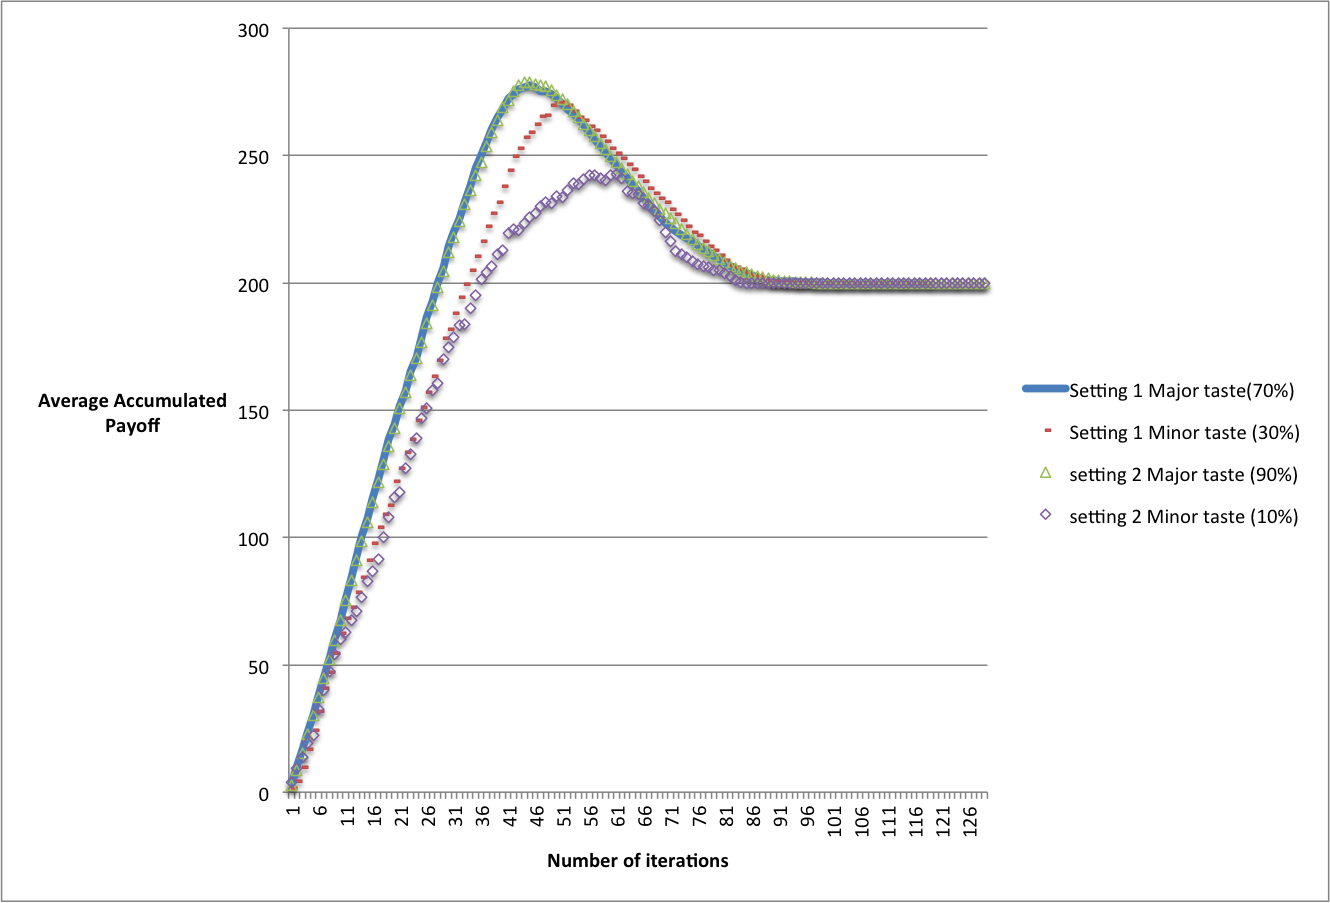 300
250
200
150
100
50
0
Average Accumulated
Payoff
1 6 11 16 21 26 31 36 41 46 51 56 61 66 71 76 81 86 91 96 101 106 111 116 121 126
Number of iterations
Setting 1 Major taste(70%)
Setting 1 Minor taste (30%)
setting 2 Major taste (90%)
setting 2 Minor taste (10%)